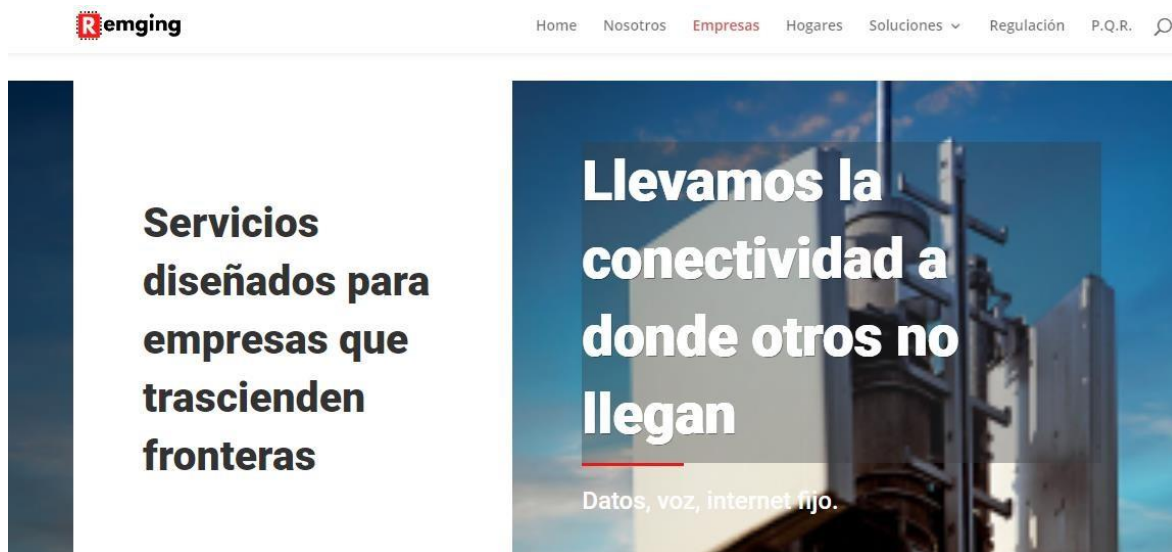 Remging
Home Nosotros Empresas Hogares Soluciones Regulación P.Q.R.
Servicios
diseñados para
empresas que
trascienden
fronteras
Llevamos la
conectividad a
donde otros no
llegan
Datos, voz, internet fijo.